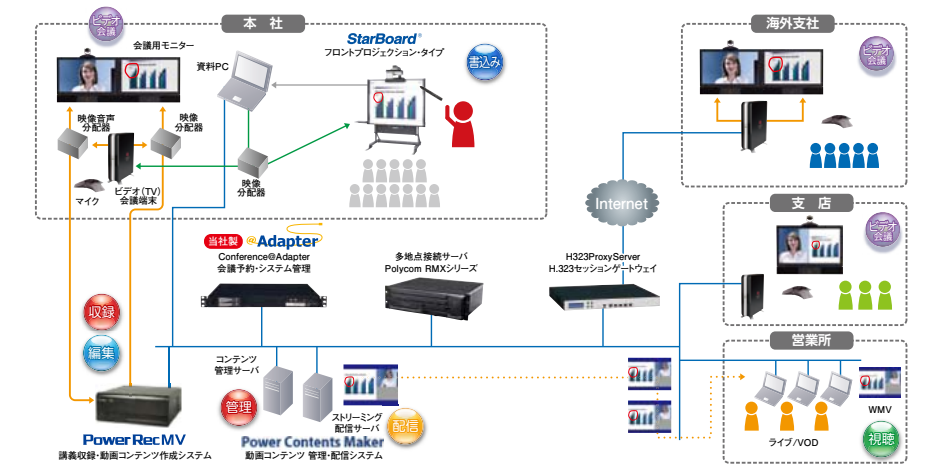 本 社
ビデオ
会議
会議用モニター
資料PC
StarBoard®
フロントプロジェクション・タイプ
書込み
映像音声
分配器
映像
分配器
マイク
ビデオ（TV）
会議端末
映像
分配器
海外支社
ビデオ
会議
Internet
支 店
ビデオ
会議
当社製
@Adapter
Conference@Adapter
会議予約・システム管理
多地点接続サーバ
Polycom RMXシリーズ
H323ProxyServer
H.323セッションゲートウェイ
収録
編集
PowerRecMV
講義収録・動画コンテンツ作成システム
コンテンツ
管理サーバ
管理
ストリーミング
配信サーバ
配信
Power Contents Maker
動画コンテンツ 管理・配信システム
営業所
ライブ/VOD
WMV
視聴